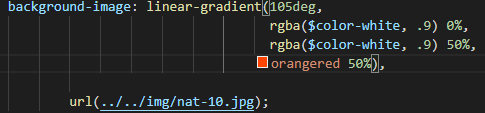 background-image: linear-gradient(105deg,
rgba($color-white, .9) 0%,
rgba($color-white, .9) 50%,
orangered 50%),
url(../../img/nat-10.jpg);